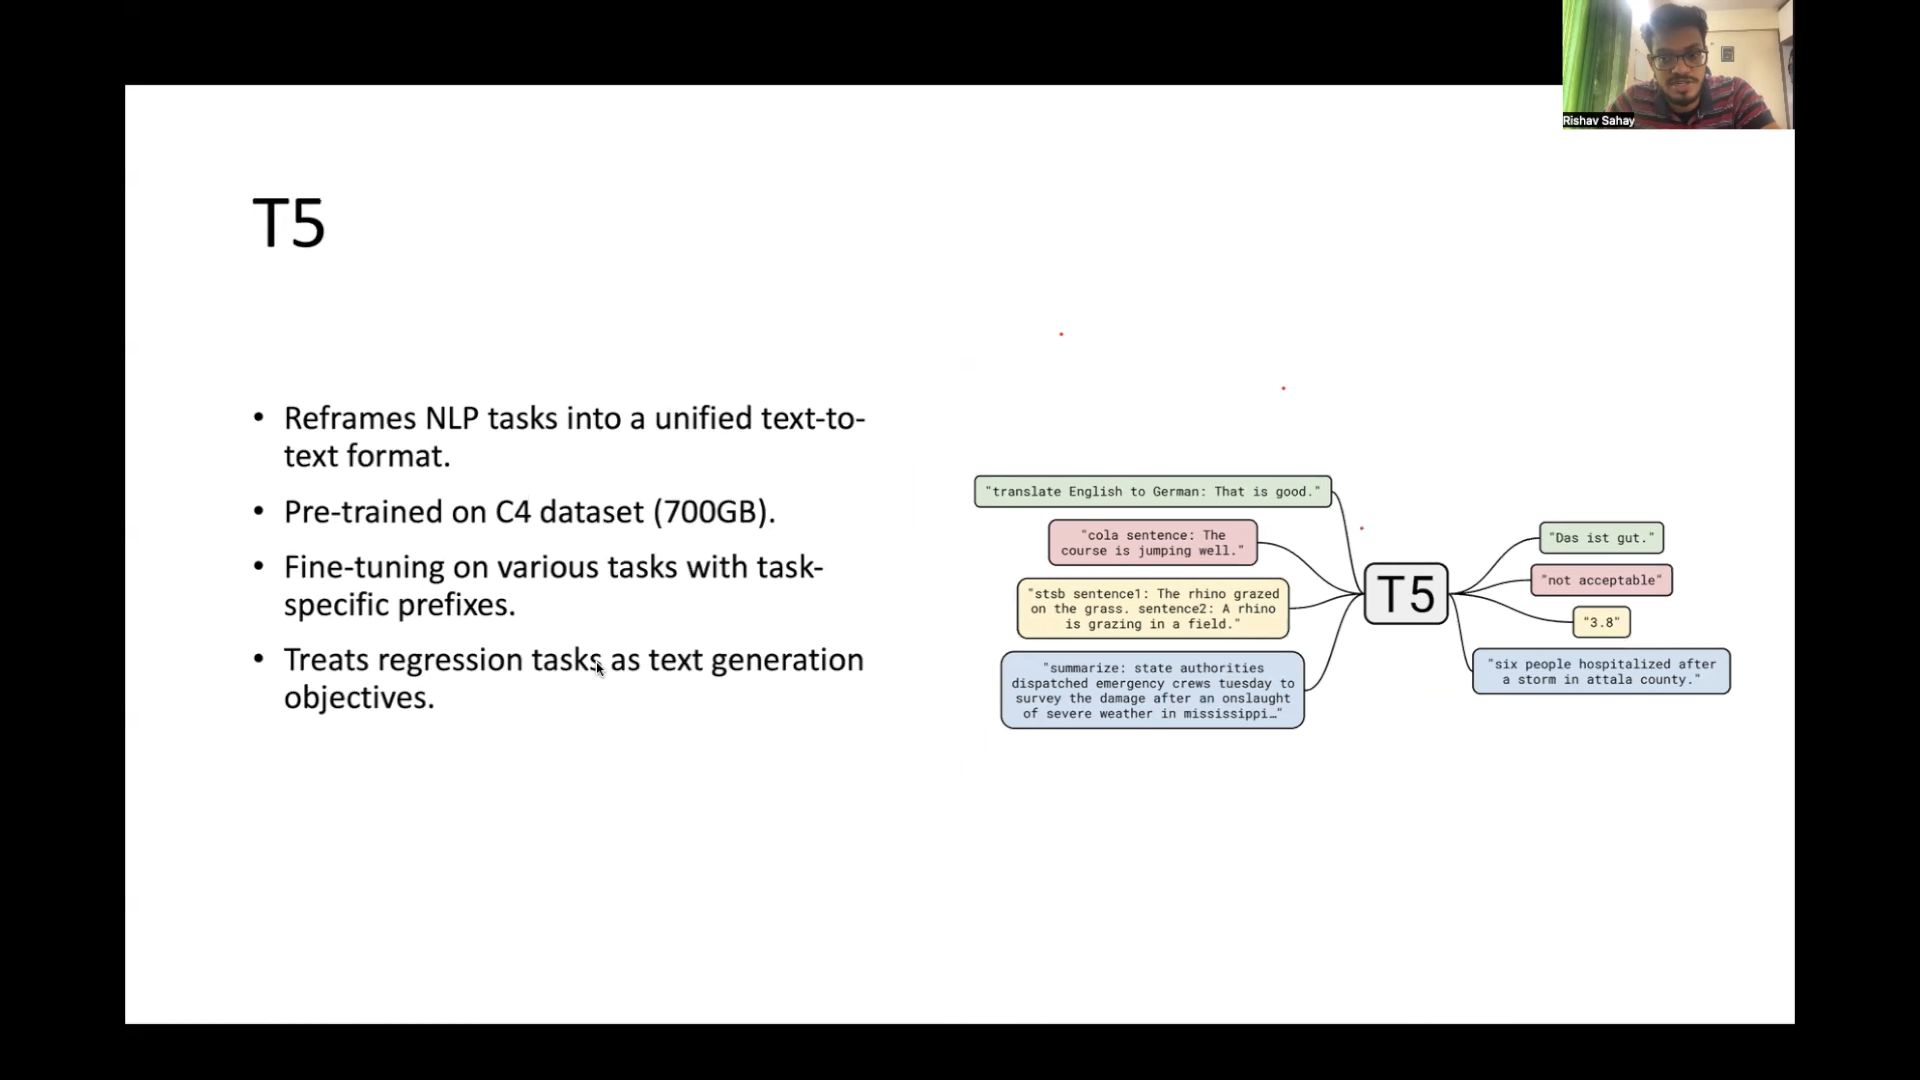 Rishav Sahay
T5
• Reframes NLP tasks into a unified text-to-
text format.
• Pre-trained on C4 dataset (700GB).
• Fine-tuning on various tasks with task-
specific prefixes.
• Treats regression tasks as text generation
objectives.
"translate English to German: That is good."
"cola sentence: The
course is jumping well."
"stsb sentence1: The rhino grazed
on the grass. sentence2: A rhino
is grazing in a field."
"summarize: state authorities
dispatched emergency crews tuesday to
survey the damage after an onslaught
of severe weather in mississippi…"
T5
"Das ist gut."
"not acceptable"
"3.8"
"six people hospitalized after
a storm in attala county."